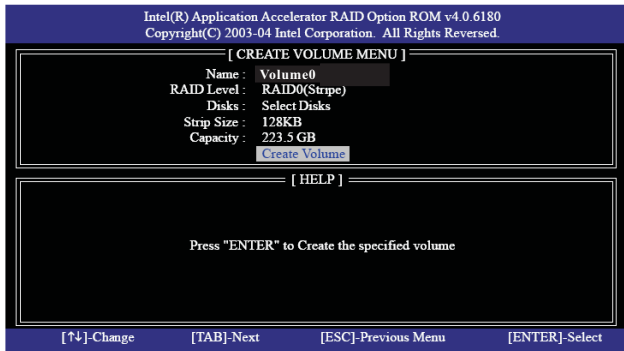 Intel(R) Application Accelerator RAID Option ROM v4.0.6180
Copyright(C) 2003-04 Intel Corporation. All Rights Reversed.
[ CREATE VOLUME MENU ]
Name : Volume0
RAID Level : RAID0(Stripe)
Disks : Select Disks
Strip Size : 128KB
Capacity : 223.5 GB
Create Volume
[ HELP ]
Press "ENTER" to Create the specified volume
[↑↓]-Change [TAB]-Next [ESC]-Previous Menu [ENTER]-Select